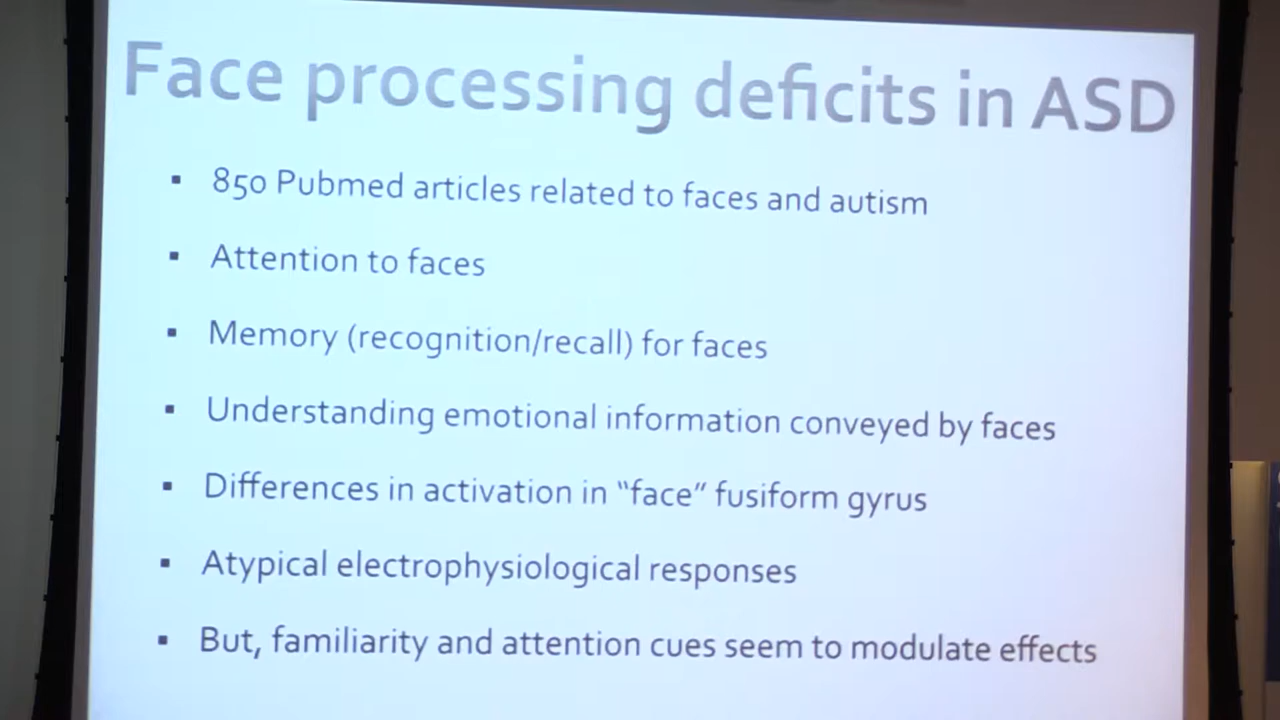 Face processing deficits in ASD
▪ 850 Pubmed articles related to faces and autism
▪ Attention to faces
▪ Memory (recognition/recall) for faces
▪ Understanding emotional information conveyed by faces
▪ Differences in activation in “face” fusiform gyrus
▪ Atypical electrophysiological responses
▪ But, familiarity and attention cues seem to modulate effects